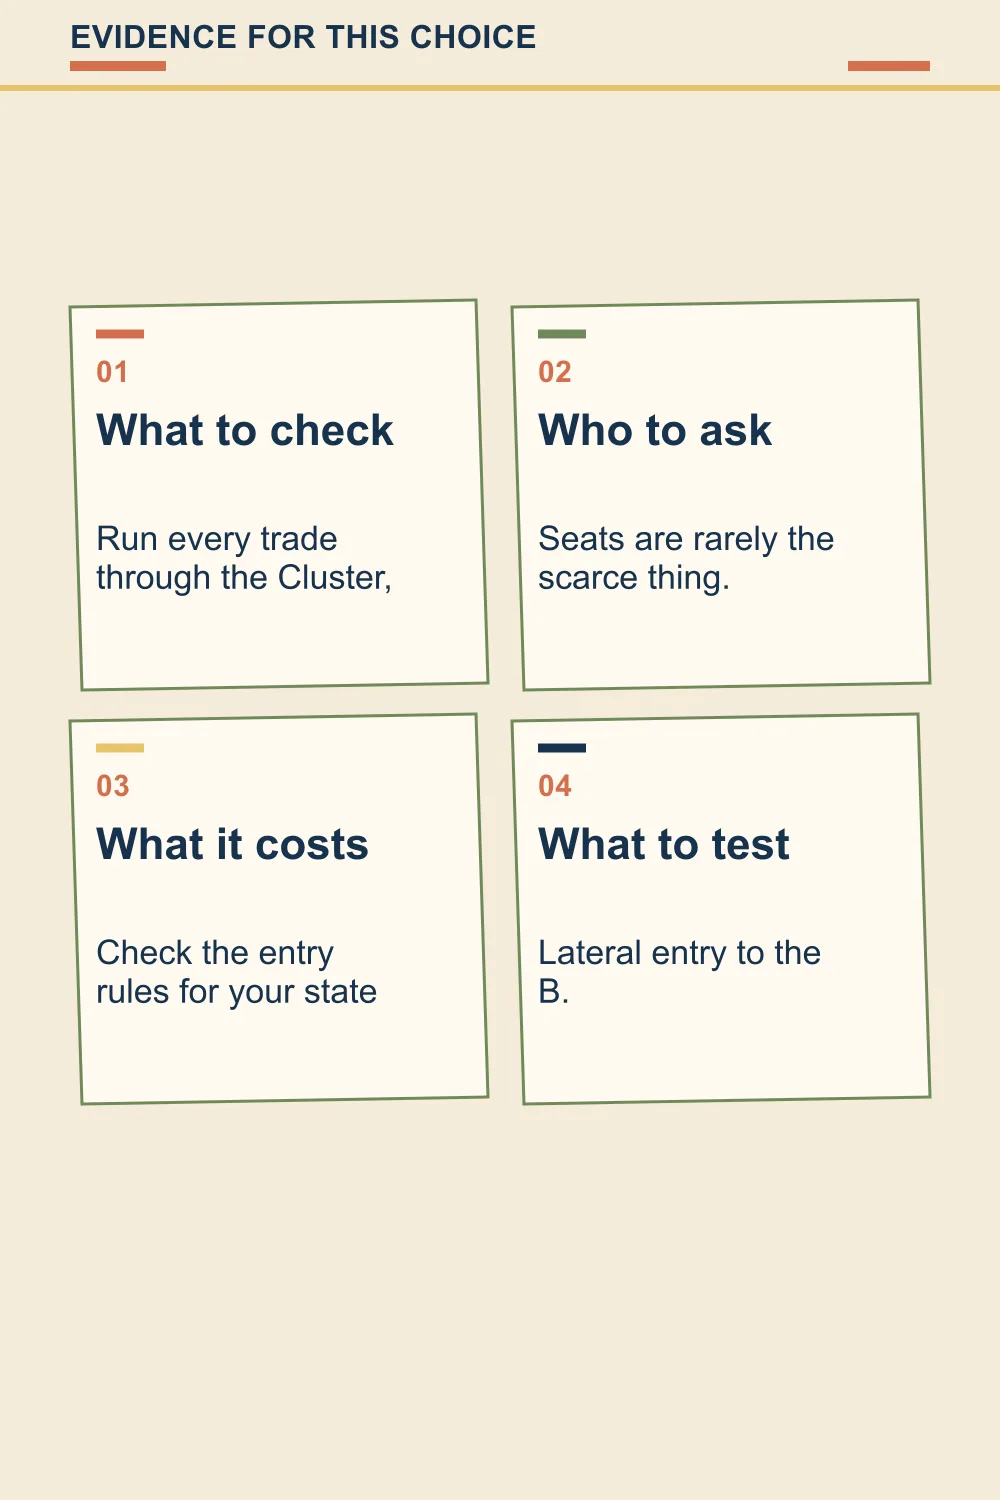 EVIDENCE FOR THIS CHOICE
01
What to check
Run every trade
through the Cluster,
02
Who to ask
Seats are rarely the
scarce thing.
03
What it costs
Check the entry
rules for your state
04
What to test
Lateral entry to the
B.